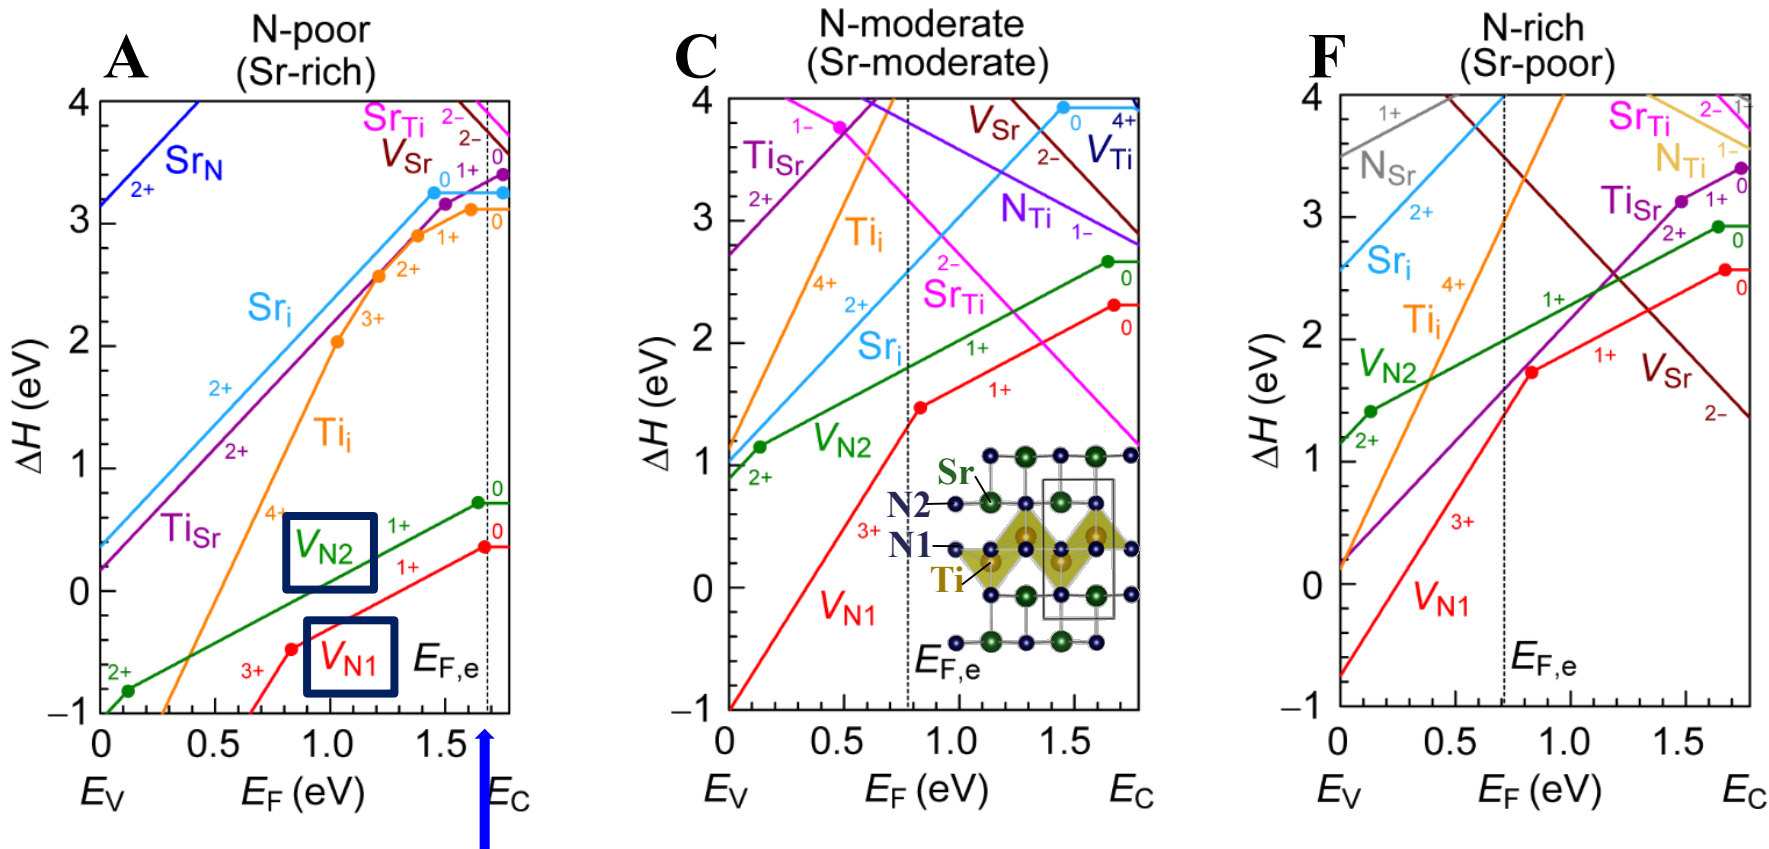 A
N-poor
(Sr-rich)
4
3
2
1
0
−1
ΔH (eV)
SrN
2+
SrTi
2−
2−
VSr
0
1+
0
0
1+
2+
3+
Sri
2+
2+
Tii
TiSr
4+
VN2
1+
0
0
1+
VN1
2+
3+
EF,e
0
0.5
1.0
1.5
EV
EF (eV)
EC
C
N-moderate
(Sr-moderate)
4
3
2
1
0
−1
ΔH (eV)
1−
TiSr
2+
Tii
4+
VSr
2−
0
4+
VTi
NTi
1−
2−
SrTi
2+
Sri
1+
0
0
1+
VN2
2+
3+
VN1
Sr
N2
N1
Ti
EF,e
0
0.5
1.0
1.5
EV
EF (eV)
EC
F
N-rich
(Sr-poor)
4
3
2
1
0
−1
ΔH (eV)
1+
NSr
2+
Sri
4+
Tii
SrTi
2−
1−
NTi
1−
TiSr
0
1+
2+
0
1+
0
1+
VN2
2+
VSr
2−
3+
VN1
EF,e
0
0.5
1.0
1.5
EV
EF (eV)
EC